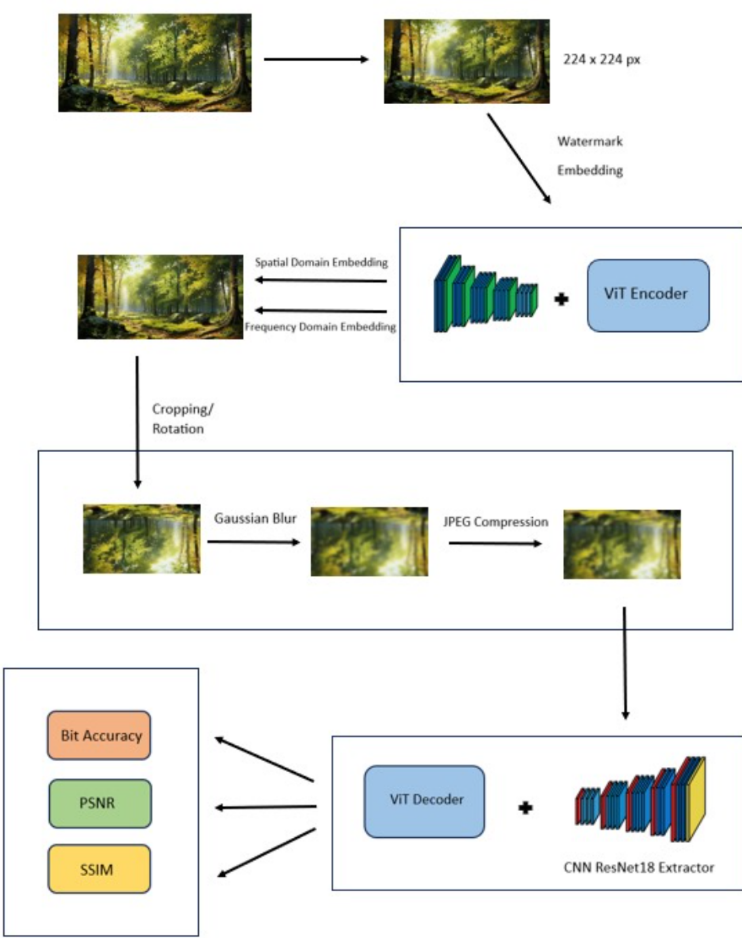 224 x 224 px
Watermark
Embedding
Spatial Domain Embedding
Frequency Domain Embedding
ViT Encoder
Cropping/
Rotation
Gaussian Blur
JPEG Compression
Bit Accuracy
PSNR
SSIM
ViT Decoder
CNN ResNet18 Extractor